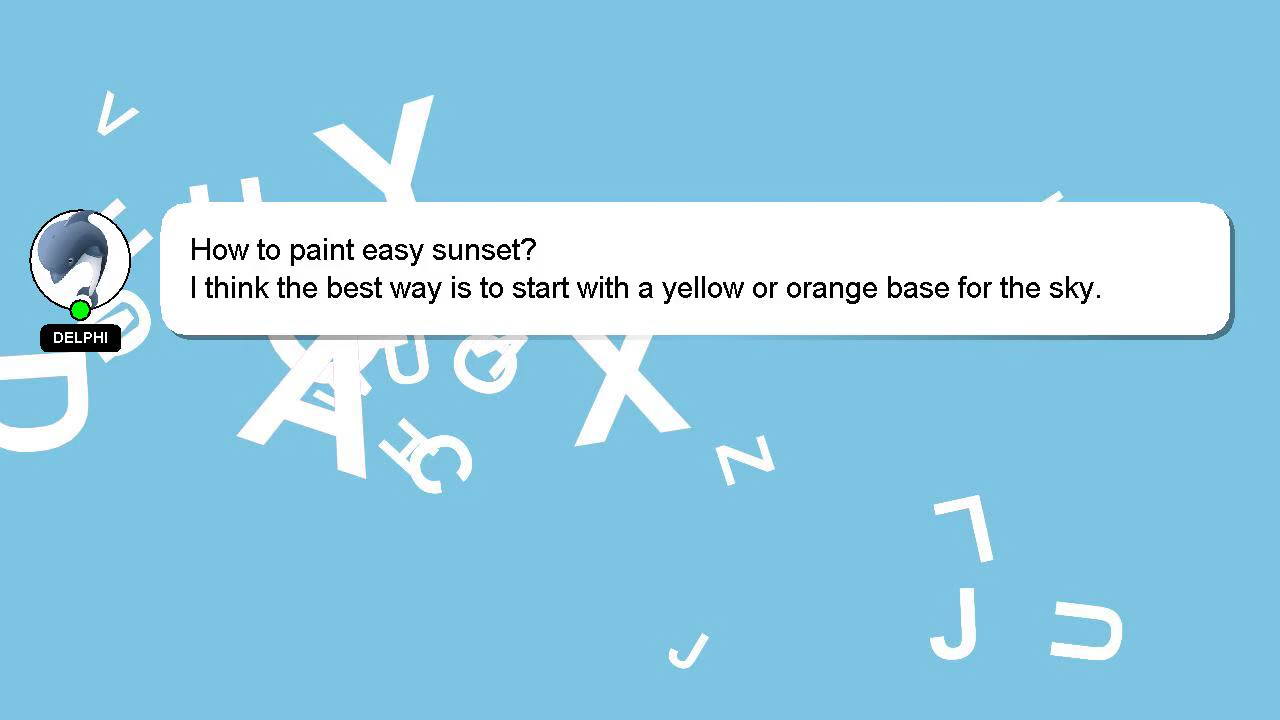 How to paint easy sunset?
I think the best way is to start with a yellow or orange base for the sky.
DELPHI
V
Y
U
D
D
A
U
Q
X
H
C
N
L
J
U
J